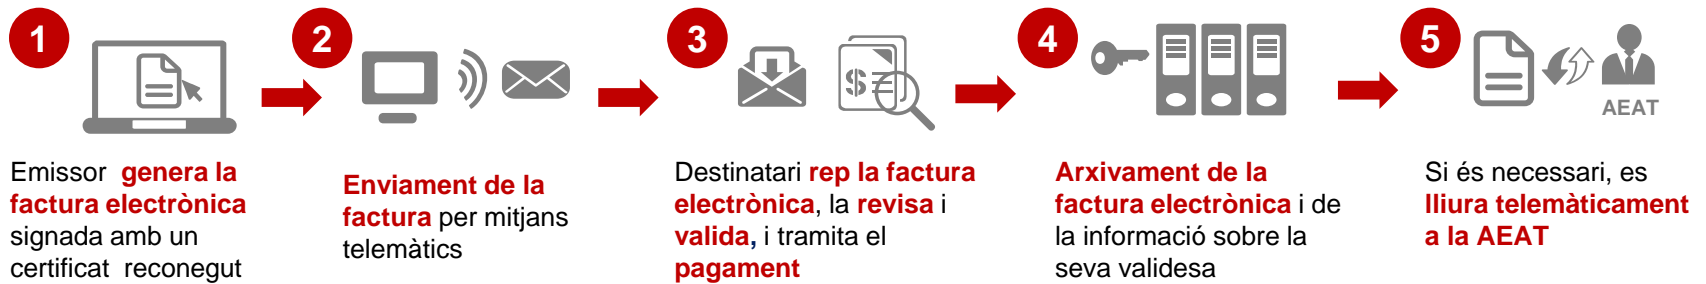 1
Emissor genera la
factura electrònica
signada amb un
certificat reconegut
2
Enviament de la
factura per mitjans
telemàtics
3
$
Destinatari rep la factura
electrònica, la revisa i
valida, i tramita el
pagament
4
Arxivament de la
factura electrònica i de
la informació sobre la
seva validesa
5
AEAT
Si és necessari, es
lliura telemàticament
a la AEAT